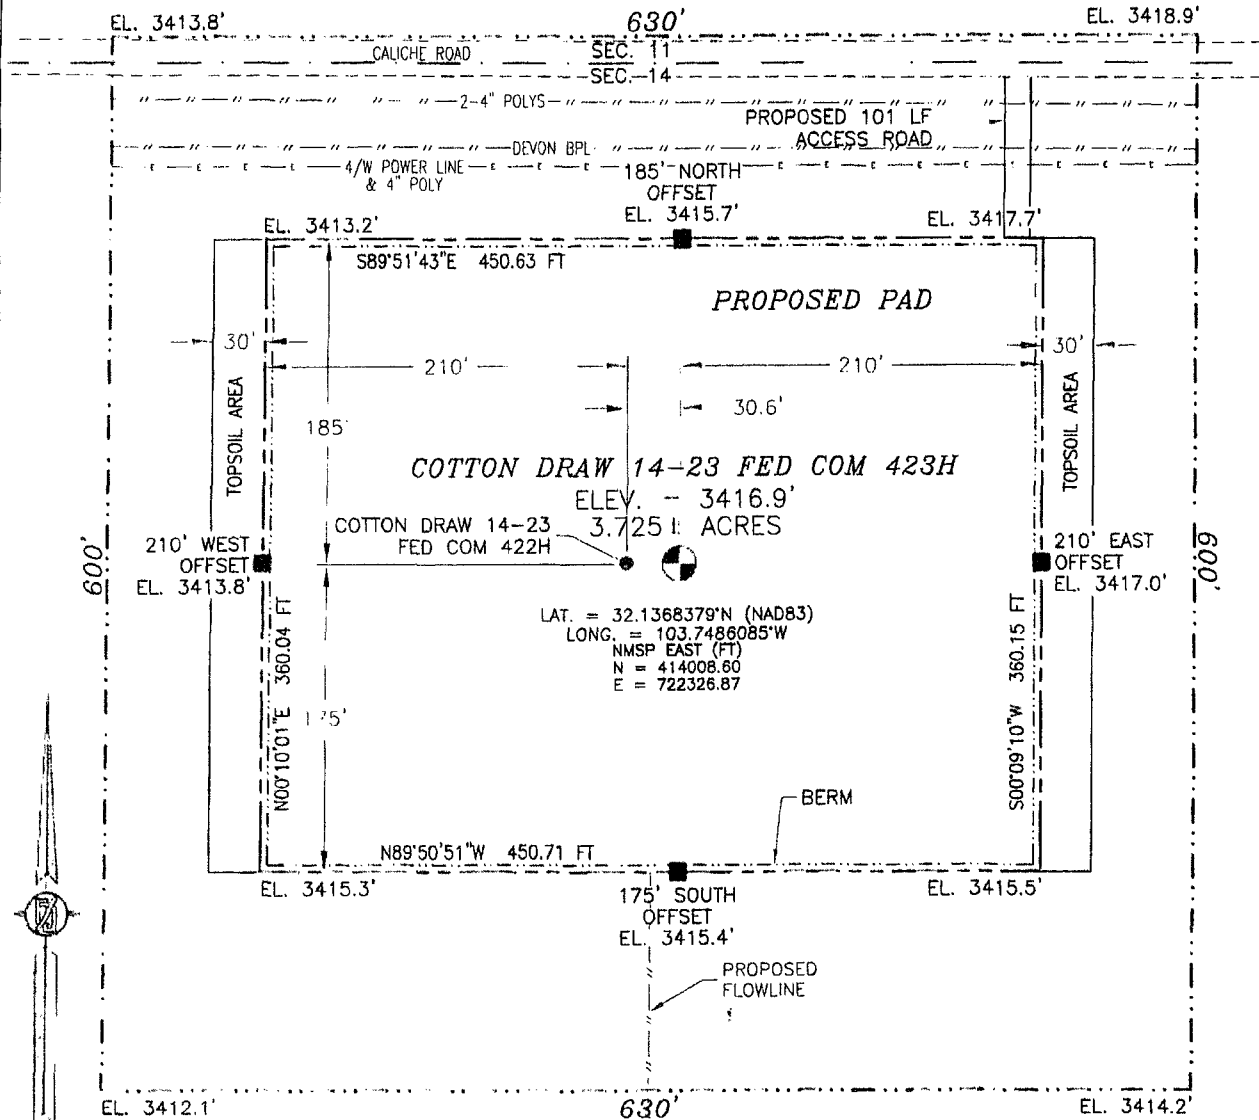 EL. 3413.8'
630'
EL. 3418.9'
CALICHE ROAD
SEC. 11
SEC. 14
2-4" POLYS
PROPOSED 101 LF
ACCESS ROAD
DEVON BPL
4/W POWER LINE
& 4" POLY
185' NORTH
OFFSET
EL. 3415.7'
EL. 3413.2'
EL. 3417.7'
S89°51'43"E 450.63 FT
PROPOSED PAD
30'
30'
210'
210'
30.6'
TOPSOIL AREA
TOPSOIL AREA
185'
COTTON DRAW 14-23 FED COM 423H
ELEV. - 3416.9'
3.725± ACRES
COTTON DRAW 14-23
FED COM 422H
210' WEST
OFFSET
EL. 3413.8'
210' EAST
OFFSET
EL. 3417.0'
600'
600'
LAT. = 32.1368379°N (NAD83)
LONG. = 103.7486085°W
NMSP EAST (FT)
N = 414008.60
E = 722326.87
N00°10'01"E 360.04 FT
175'
S00°09'10"W 360.15 FT
BERM
N89°50'51"W 450.71 FT
EL. 3415.3'
EL. 3415.5'
175' SOUTH
OFFSET
EL. 3415.4'
PROPOSED
FLOWLINE
EL. 3412.1'
630'
EL. 3414.2'